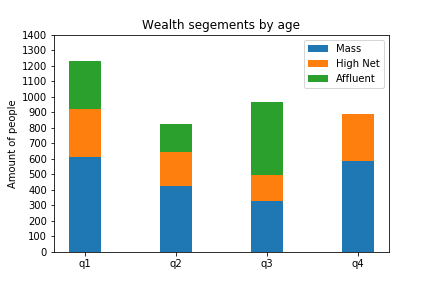 Wealth segements by age
Amount of people
1400
1300
1200
1100
1000
900
800
700
600
500
400
300
200
100
0
Mass
High Net
Affluent
q1
q2
q3
q4